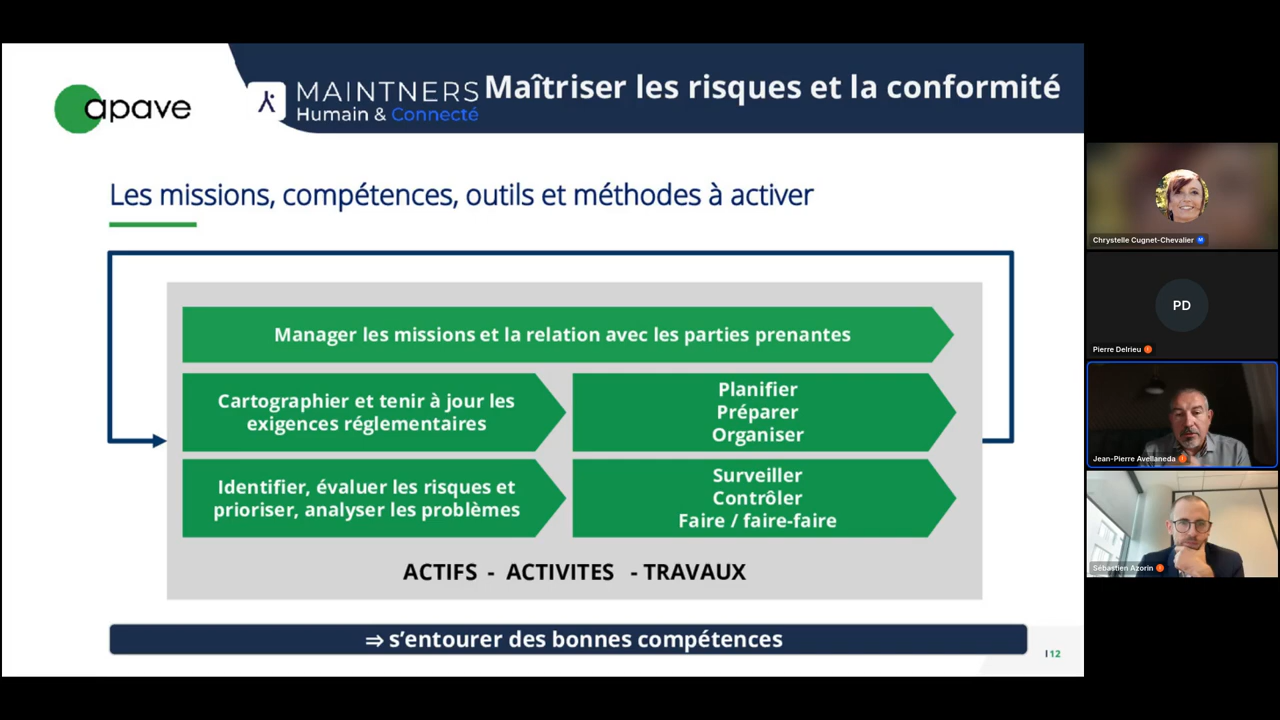 apave
MAINTNERS
Humain & Connecté
Maîtriser les risques et la conformité
Les missions, compétences, outils et méthodes à activer
Manager les missions et la relation avec les parties prenantes
Cartographier et tenir à jour les
exigences réglementaires
Planifier
Préparer
Organiser
Identifier, évaluer les risques et
prioriser, analyser les problèmes
Surveiller
Contrôler
Faire / faire-faire
ACTIFS - ACTIVITES - TRAVAUX
⇒ s’entourer des bonnes compétences
I 12
Chrystelle Cugnet-Chevalier M
PD
Pierre Delrieu
Jean-Pierre Avellaneda
Sébastien Azorin